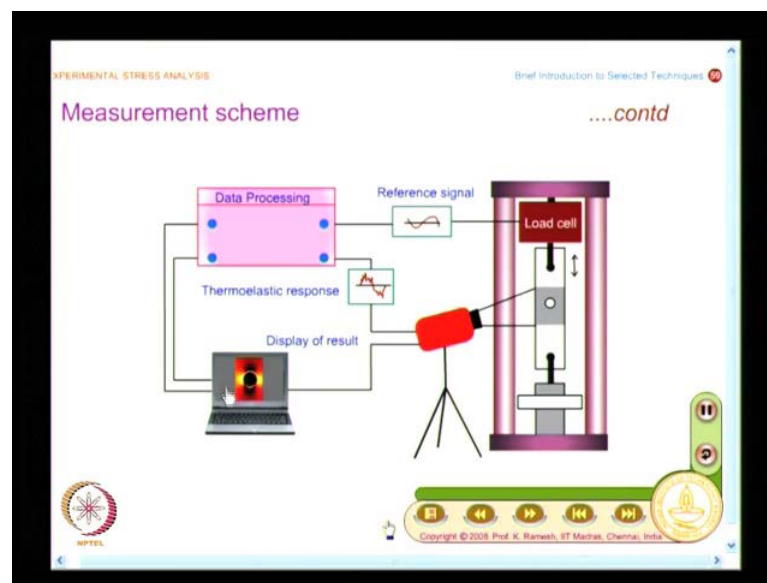 XPERIMENTAL STRESS ANALYSIS
Brief Introduction to Selected Techniques 59
Measurement scheme
....contd
Data Processing
Reference signal
Load cell
Thermoelastic response
Display of result
NPTEL
Copyright © 2008 Prof. K. Ramesh, IIT Madras, Chennai, India